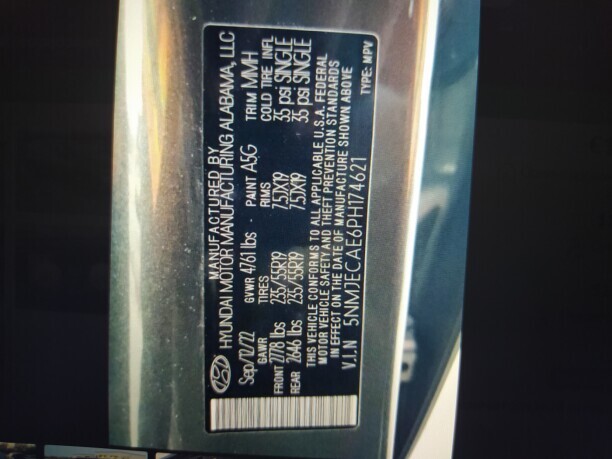 MANUFACTURED BY
HYUNDAI MOTOR MANUFACTURING ALABAMA, LLC
Sep/12/22 GVWR 4761 lbs PAINT A5G TRIM MMH
GAWR TIRES RIMS COLD TIRE INFL
FRONT 2778 lbs 235/55R19 7.5JX19 35 psi SINGLE
REAR 2646 lbs 235/55R19 7.5JX19 35 psi SINGLE
THIS VEHICLE CONFORMS TO ALL APPLICABLE U.S.A. FEDERAL
MOTOR VEHICLE SAFETY AND THEFT PREVENTION STANDARDS
IN EFFECT ON THE DATE OF MANUFACTURE SHOWN ABOVE
V.I.N 5NMJECAE6PH174621 TYPE: MPV